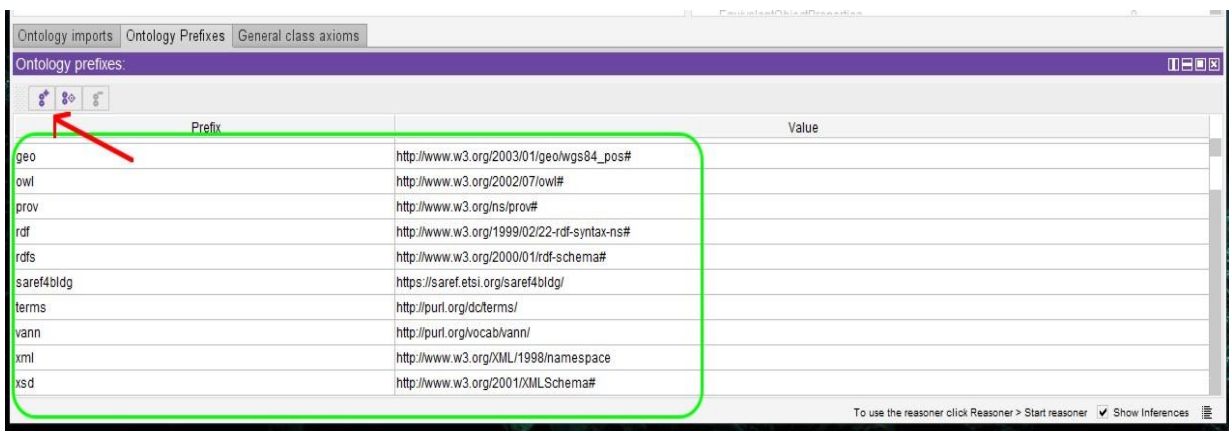 EquivalentObjectProperties
Ontology imports Ontology Prefixes General class axioms
Ontology prefixes:
Prefix Value
geo http://www.w3.org/2003/01/geo/wgs84_pos#
owl http://www.w3.org/2002/07/owl#
prov http://www.w3.org/ns/prov#
rdf http://www.w3.org/1999/02/22-rdf-syntax-ns#
rdfs http://www.w3.org/2000/01/rdf-schema#
saref4bldg https://saref.etsi.org/saref4bldg/
terms http://purl.org/dc/terms/
vann http://purl.org/vocab/vann/
xml http://www.w3.org/XML/1998/namespace
xsd http://www.w3.org/2001/XMLSchema#
To use the reasoner click Reasoner > Start reasoner Show Inferences